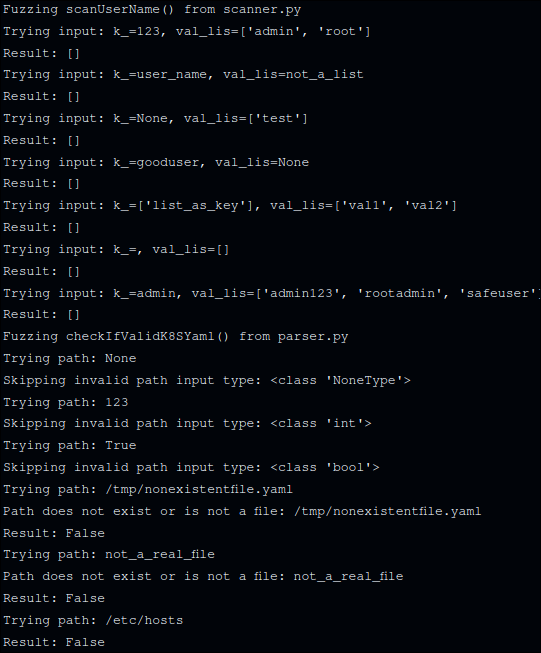 Fuzzing scanUserName() from scanner.py
Trying input: k_=123, val_lis=['admin', 'root']
Result: []
Trying input: k_=user_name, val_lis=not_a_list
Result: []
Trying input: k_=None, val_lis=['test']
Result: []
Trying input: k_=gooduser, val_lis=None
Result: []
Trying input: k_=['list_as_key'], val_lis=['val1', 'val2']
Result: []
Trying input: k_=, val_lis=[]
Result: []
Trying input: k_=admin, val_lis=['admin123', 'rootadmin', 'safeuser']
Result: []
Fuzzing checkIfValidK8SYaml() from parser.py
Trying path: None
Skipping invalid path input type: <class 'NoneType'>
Trying path: 123
Skipping invalid path input type: <class 'int'>
Trying path: True
Skipping invalid path input type: <class 'bool'>
Trying path: /tmp/nonexistentfile.yaml
Path does not exist or is not a file: /tmp/nonexistentfile.yaml
Result: False
Trying path: not_a_real_file
Path does not exist or is not a file: not_a_real_file
Result: False
Trying path: /etc/hosts
Result: False